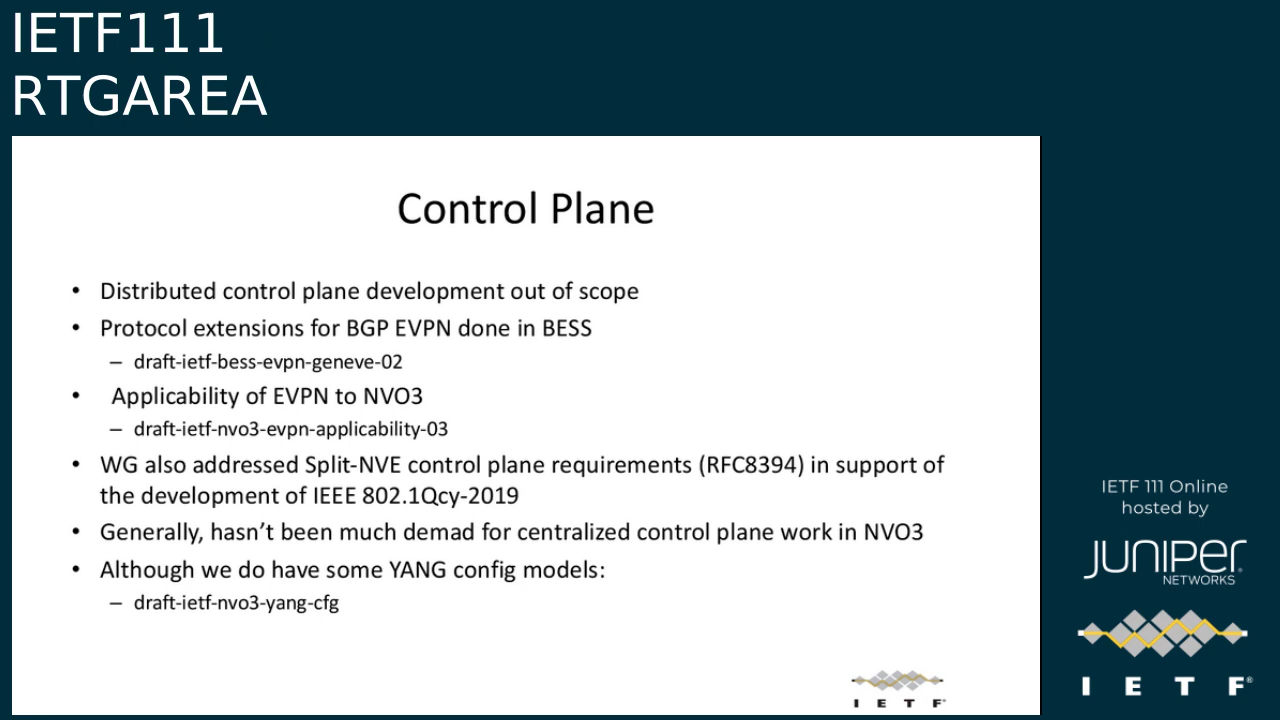 IETF111
RTGAREA
Control Plane
• Distributed control plane development out of scope
• Protocol extensions for BGP EVPN done in BESS
– draft-ietf-bess-evpn-geneve-02
• Applicability of EVPN to NVO3
– draft-ietf-nvo3-evpn-applicability-03
• WG also addressed Split-NVE control plane requirements (RFC8394) in support of
the development of IEEE 802.1Qcy-2019
• Generally, hasn’t been much demad for centralized control plane work in NVO3
• Although we do have some YANG config models:
– draft-ietf-nvo3-yang-cfg
I E T F®
IETF 111 Online
hosted by
JUNIPER
NETWORKS
I E T F®